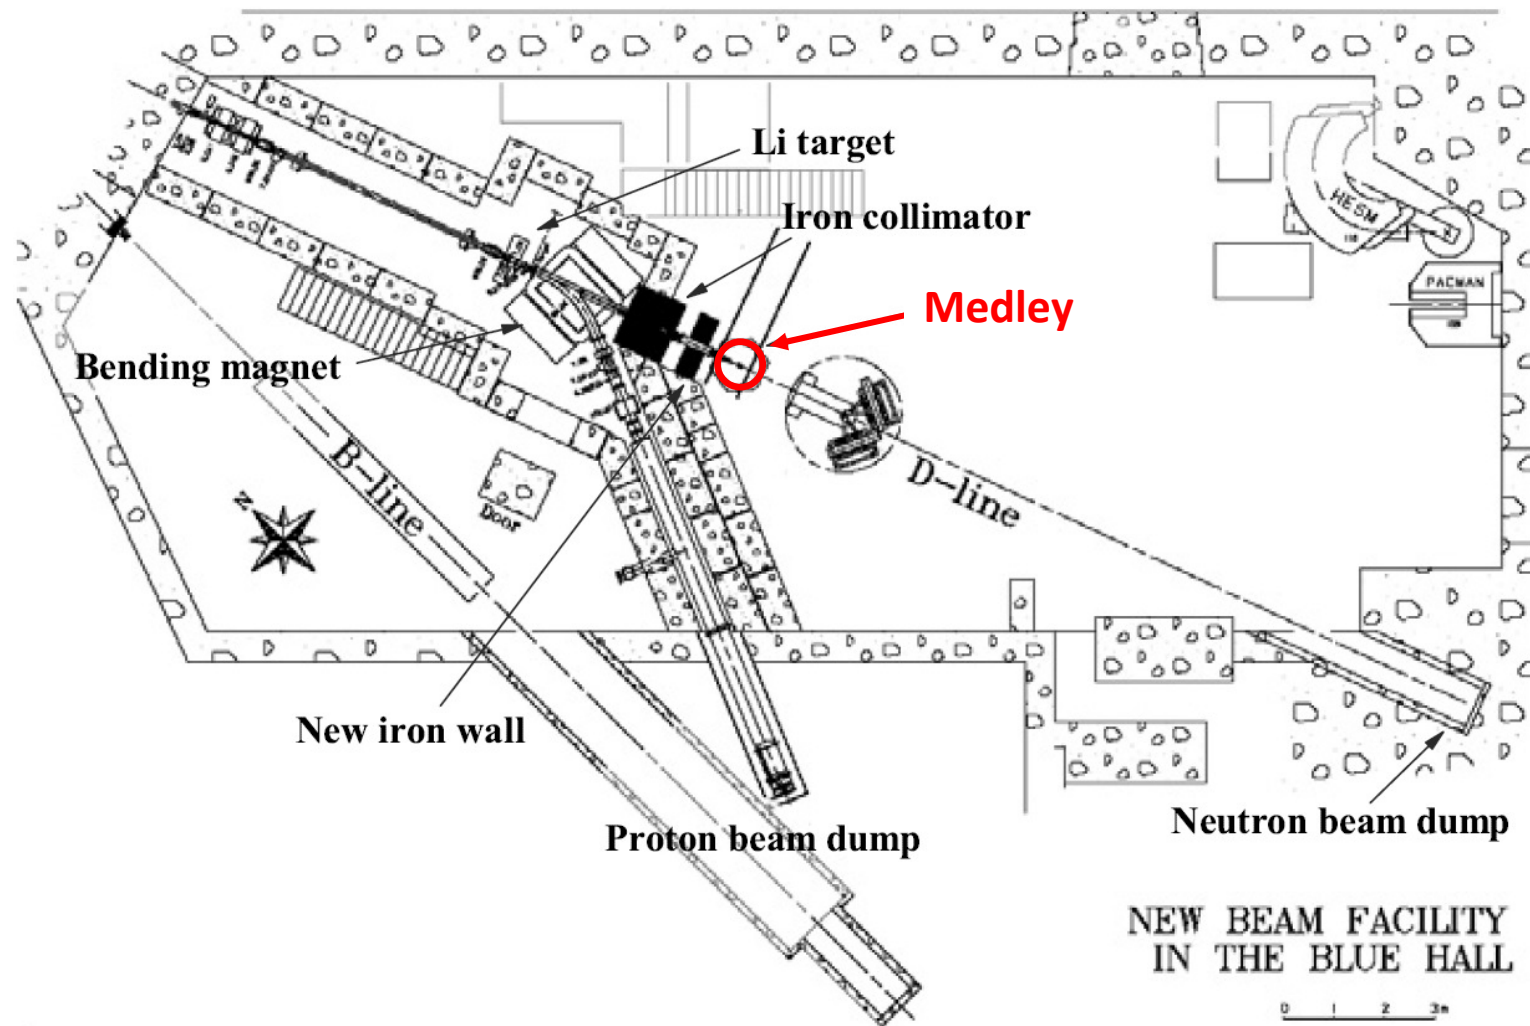 Li target
Iron collimator
HESM
Medley
PACMAN
Bending magnet
B-line
D-line
Door
N
New iron wall
Proton beam dump
Neutron beam dump
NEW BEAM FACILITY
IN THE BLUE HALL
0 1 2 3m